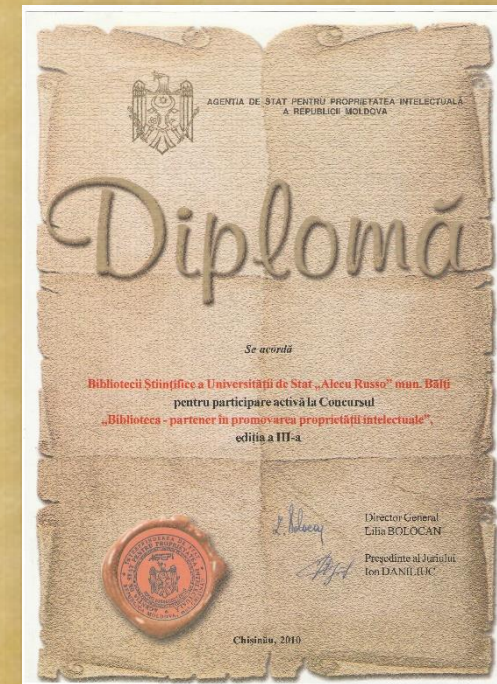 AGENȚIA DE STAT PENTRU PROPRIETATEA INTELECTUALĂ
A REPUBLICII MOLDOVA
Diplomă
Se acordă
Bibliotecii Științifice a Universității de Stat „Alecu Russo” mun. Bălți
pentru participare activă la Concursul
„Biblioteca - partener în promovarea proprietății intelectuale”,
ediția a III-a
Director General
Lilia BOLOCAN
Președinte al Juriului
Ion DANILIUC
Chișinău, 2010